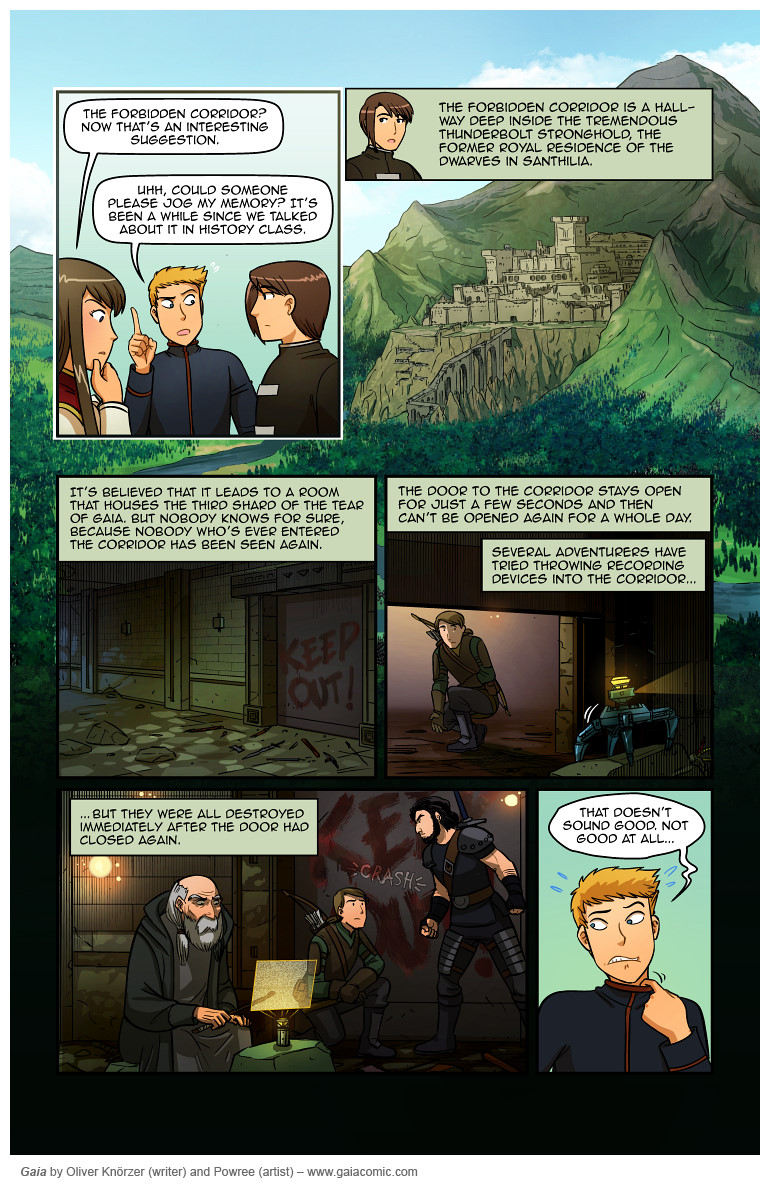 THE FORBIDDEN CORRIDOR?
NOW THAT'S AN INTERESTING
SUGGESTION.
UHH, COULD SOMEONE
PLEASE JOG MY MEMORY? IT'S
BEEN A WHILE SINCE WE TALKED
ABOUT IT IN HISTORY CLASS.
THE FORBIDDEN CORRIDOR IS A HALL-
WAY DEEP INSIDE THE TREMENDOUS
THUNDERBOLT STRONGHOLD, THE
FORMER ROYAL RESIDENCE OF THE
DWARVES IN SANTHILIA.
IT'S BELIEVED THAT IT LEADS TO A ROOM
THAT HOUSES THE THIRD SHARD OF THE TEAR
OF GAIA. BUT NOBODY KNOWS FOR SURE,
BECAUSE NOBODY WHO'S EVER ENTERED
THE CORRIDOR HAS BEEN SEEN AGAIN.
KEEP
OUT!
THE DOOR TO THE CORRIDOR STAYS OPEN
FOR JUST A FEW SECONDS AND THEN
CAN'T BE OPENED AGAIN FOR A WHOLE DAY.
SEVERAL ADVENTURERS HAVE
TRIED THROWING RECORDING
DEVICES INTO THE CORRIDOR...
...BUT THEY WERE ALL DESTROYED
IMMEDIATELY AFTER THE DOOR HAD
CLOSED AGAIN.
CRASH
THAT DOESN'T
SOUND GOOD. NOT
GOOD AT ALL...
Gaia by Oliver Knörzer (writer) and Powree (artist) – www.gaiacomic.com